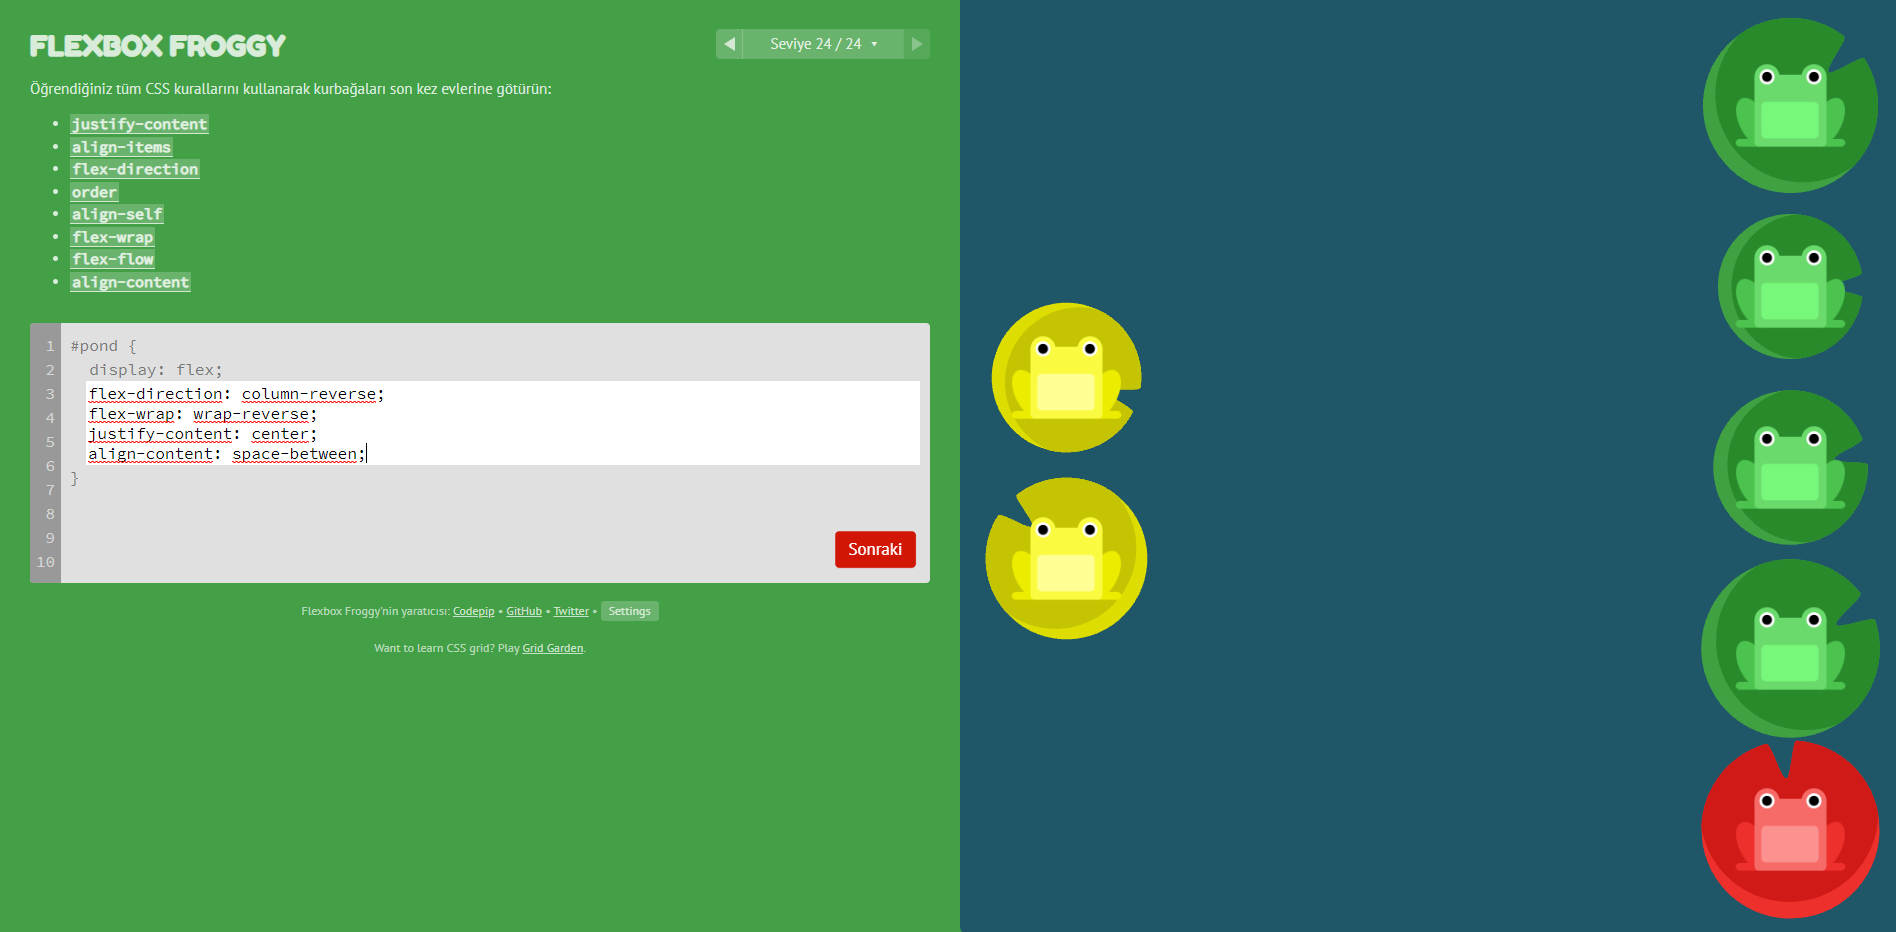 FLEXBOX FROGGY
Seviye 24 / 24
Öğrendiğiniz tüm CSS kurallarını kullanarak kurbağaları son kez evlerine götürün:
justify-content
align-items
flex-direction
order
align-self
flex-wrap
flex-flow
align-content
1 #pond {
2 display: flex;
3 flex-direction: column-reverse;
4 flex-wrap: wrap-reverse;
5 justify-content: center;
6 align-content: space-between;
7 }
8
9
10
Sonraki
Flexbox Froggy'nin yaratıcısı: Codepip • GitHub • Twitter • Settings
Want to learn CSS grid? Play Grid Garden.